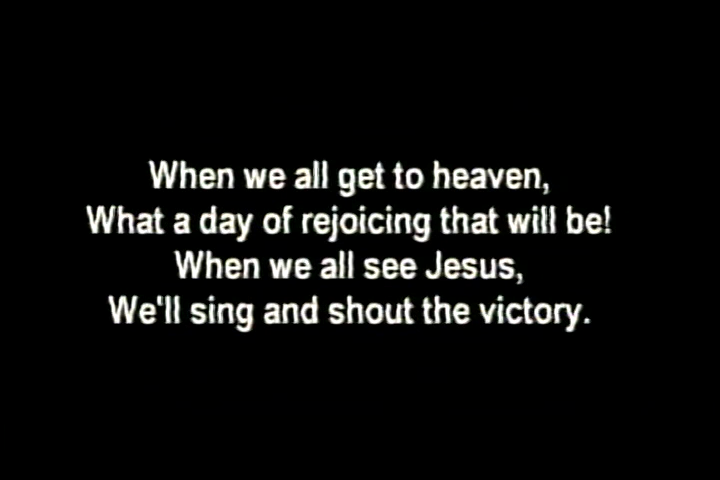 When we all get to heaven,
What a day of rejoicing that will be!
When we all see Jesus,
We'll sing and shout the victory.